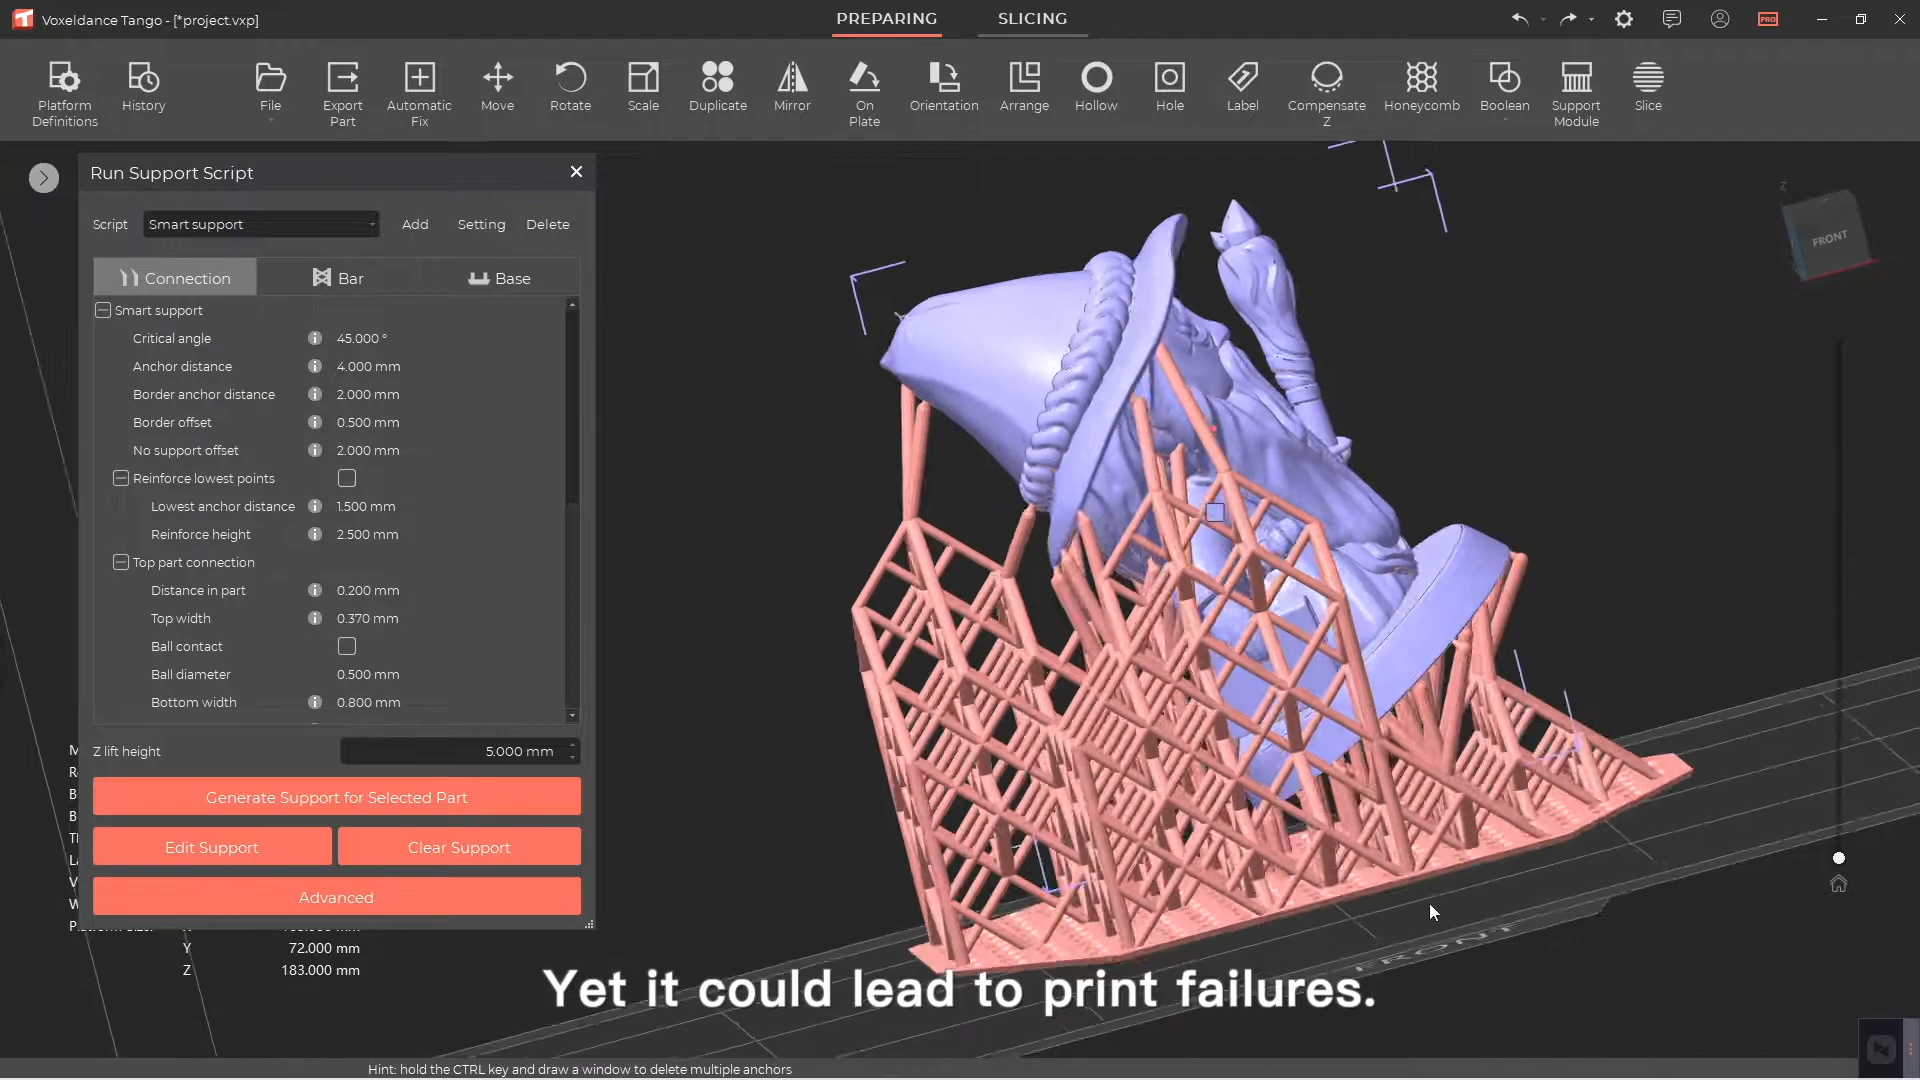 Voxeldance Tango - [*project.vxp]
PREPARING
SLICING
PRO
Platform
Definitions
History
File
Export
Part
Automatic
Fix
Move
Rotate
Scale
Duplicate
Mirror
On
Plate
Orientation
Arrange
Hollow
Hole
Label
Compensate
Z
Honeycomb
Boolean
Support
Module
Slice
Run Support Script
Script
Smart support
Add
Setting
Delete
Connection
Bar
Base
Smart support
Critical angle 45.000 °
Anchor distance 4.000 mm
Border anchor distance 2.000 mm
Border offset 0.500 mm
No support offset 2.000 mm
Reinforce lowest points
Lowest anchor distance 1.500 mm
Reinforce height 2.500 mm
Top part connection
Distance in part 0.200 mm
Top width 0.370 mm
Ball contact
Ball diameter 0.500 mm
Bottom width 0.800 mm
Z lift height 5.000 mm
Generate Support for Selected Part
Edit Support
Clear Support
Advanced
Y 72.000 mm
Z 183.000 mm
Z
FRONT
FRONT
Yet it could lead to print failures.
Hint: hold the CTRL key and draw a window to delete multiple anchors